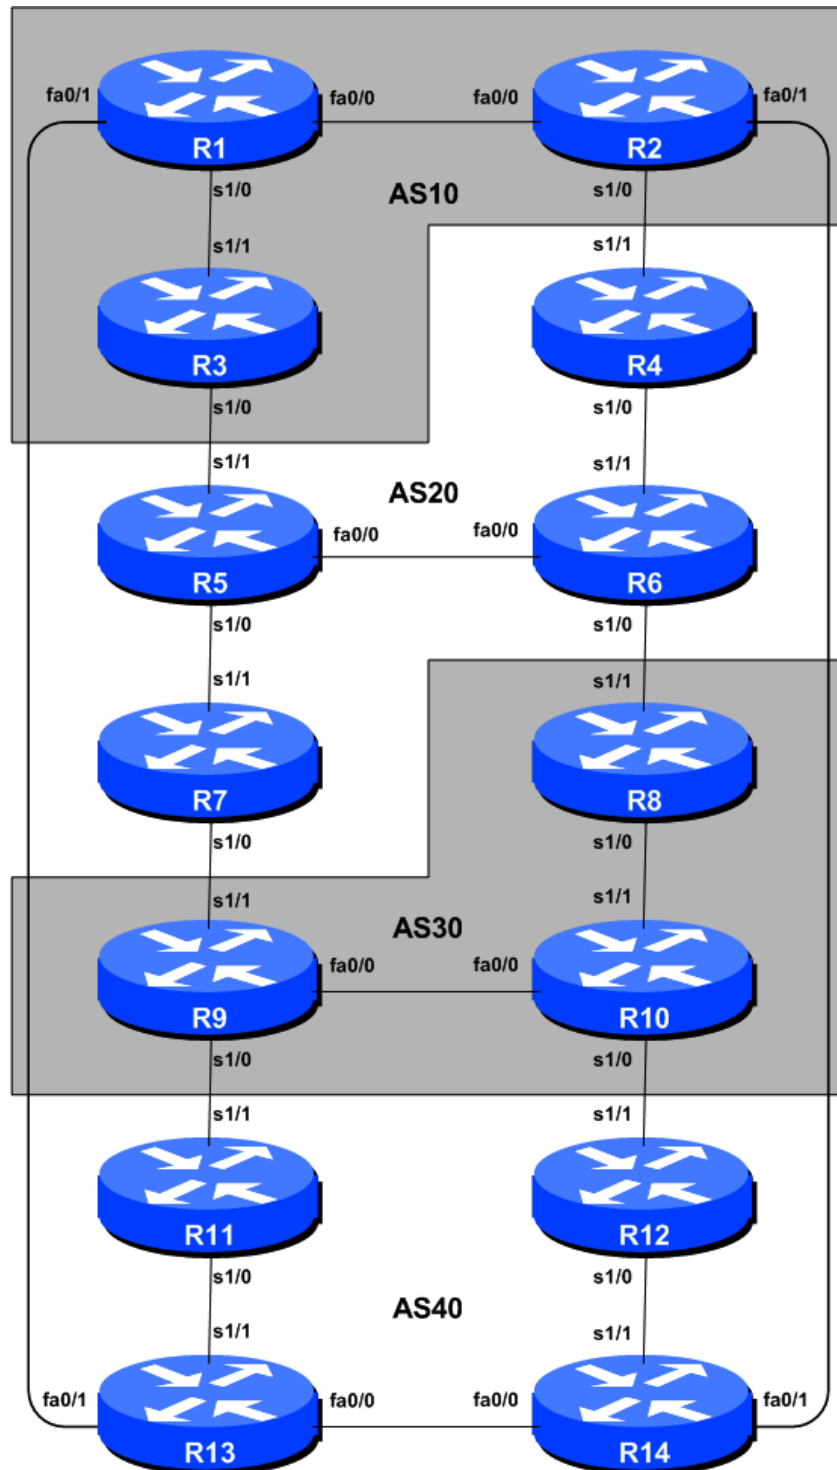 fa0/1 fa0/0 fa0/0 fa0/1
R1 R2
s1/0 AS10 s1/0
s1/1 s1/1
R3 R4
s1/0 s1/0
s1/1 s1/1
AS20
fa0/0 fa0/0
R5 R6
s1/0 s1/0
s1/1 s1/1
R7 R8
s1/0 s1/0
s1/1 s1/1
AS30
fa0/0 fa0/0
R9 R10
s1/0 s1/0
s1/1 s1/1
R11 R12
s1/0 s1/0
AS40
s1/1 s1/1
fa0/1 fa0/0 fa0/0 fa0/1
R13 R14